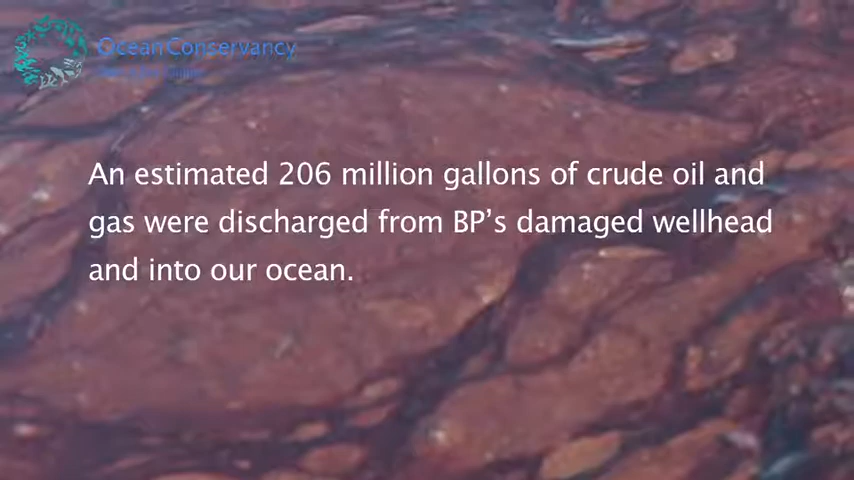 Ocean Conservancy
An estimated 206 million gallons of crude oil and
gas were discharged from BP’s damaged wellhead
and into our ocean.